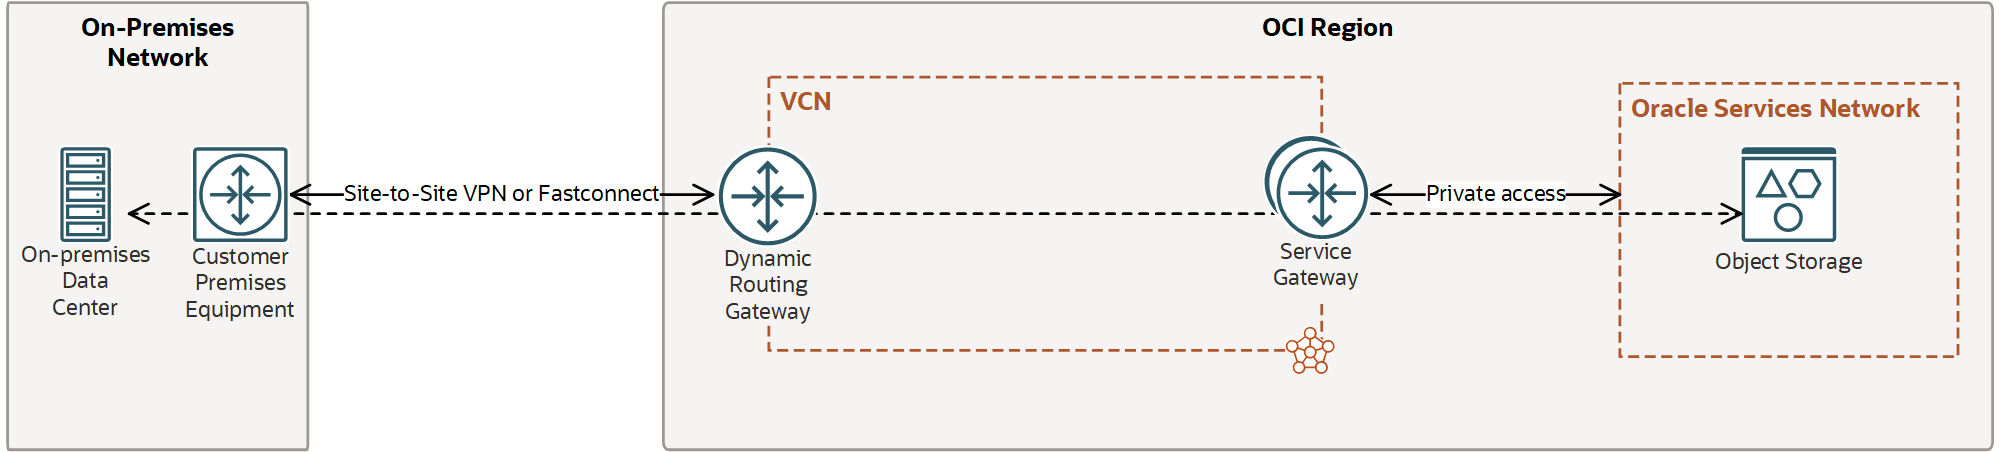 On-Premises
Network
On-premises
Data
Center
Customer
Premises
Equipment
Site-to-Site VPN or Fastconnect
OCI Region
VCN
Dynamic
Routing
Gateway
Service
Gateway
Private access
Oracle Services Network
Object Storage